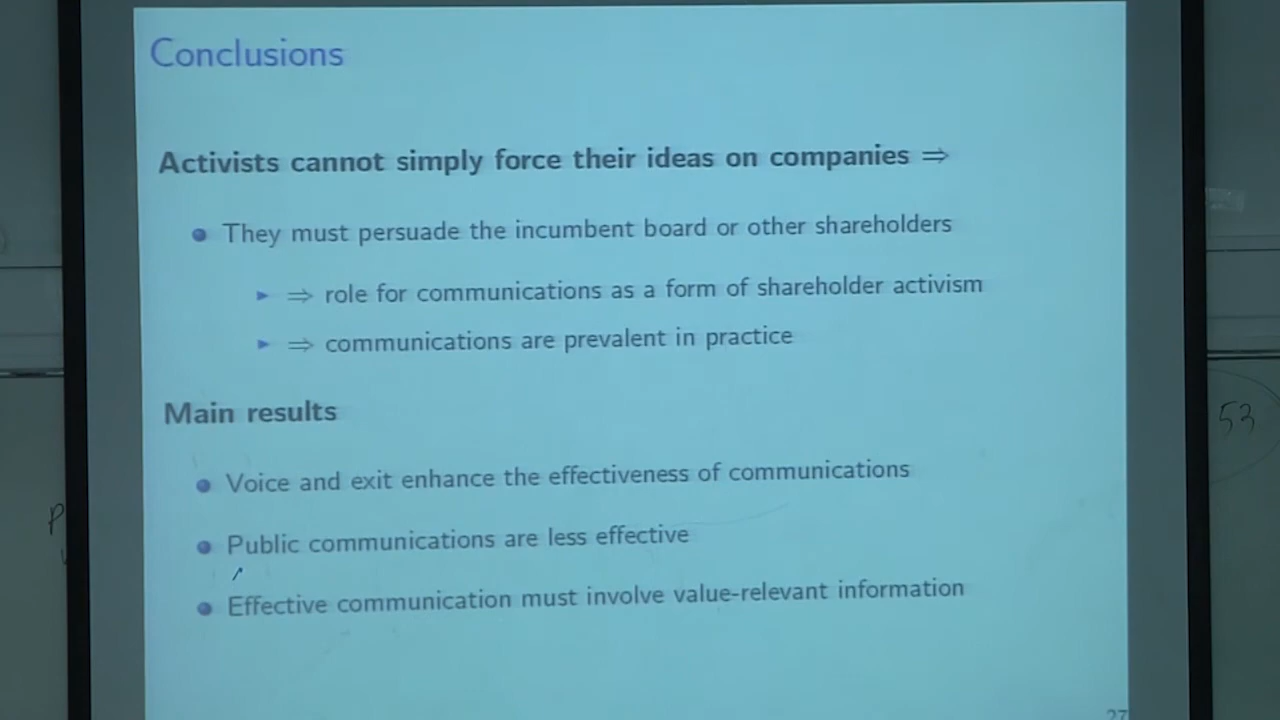 Conclusions
Activists cannot simply force their ideas on companies ⇒
They must persuade the incumbent board or other shareholders
⇒ role for communications as a form of shareholder activism
⇒ communications are prevalent in practice
Main results
Voice and exit enhance the effectiveness of communications
Public communications are less effective
Effective communication must involve value-relevant information
27
53